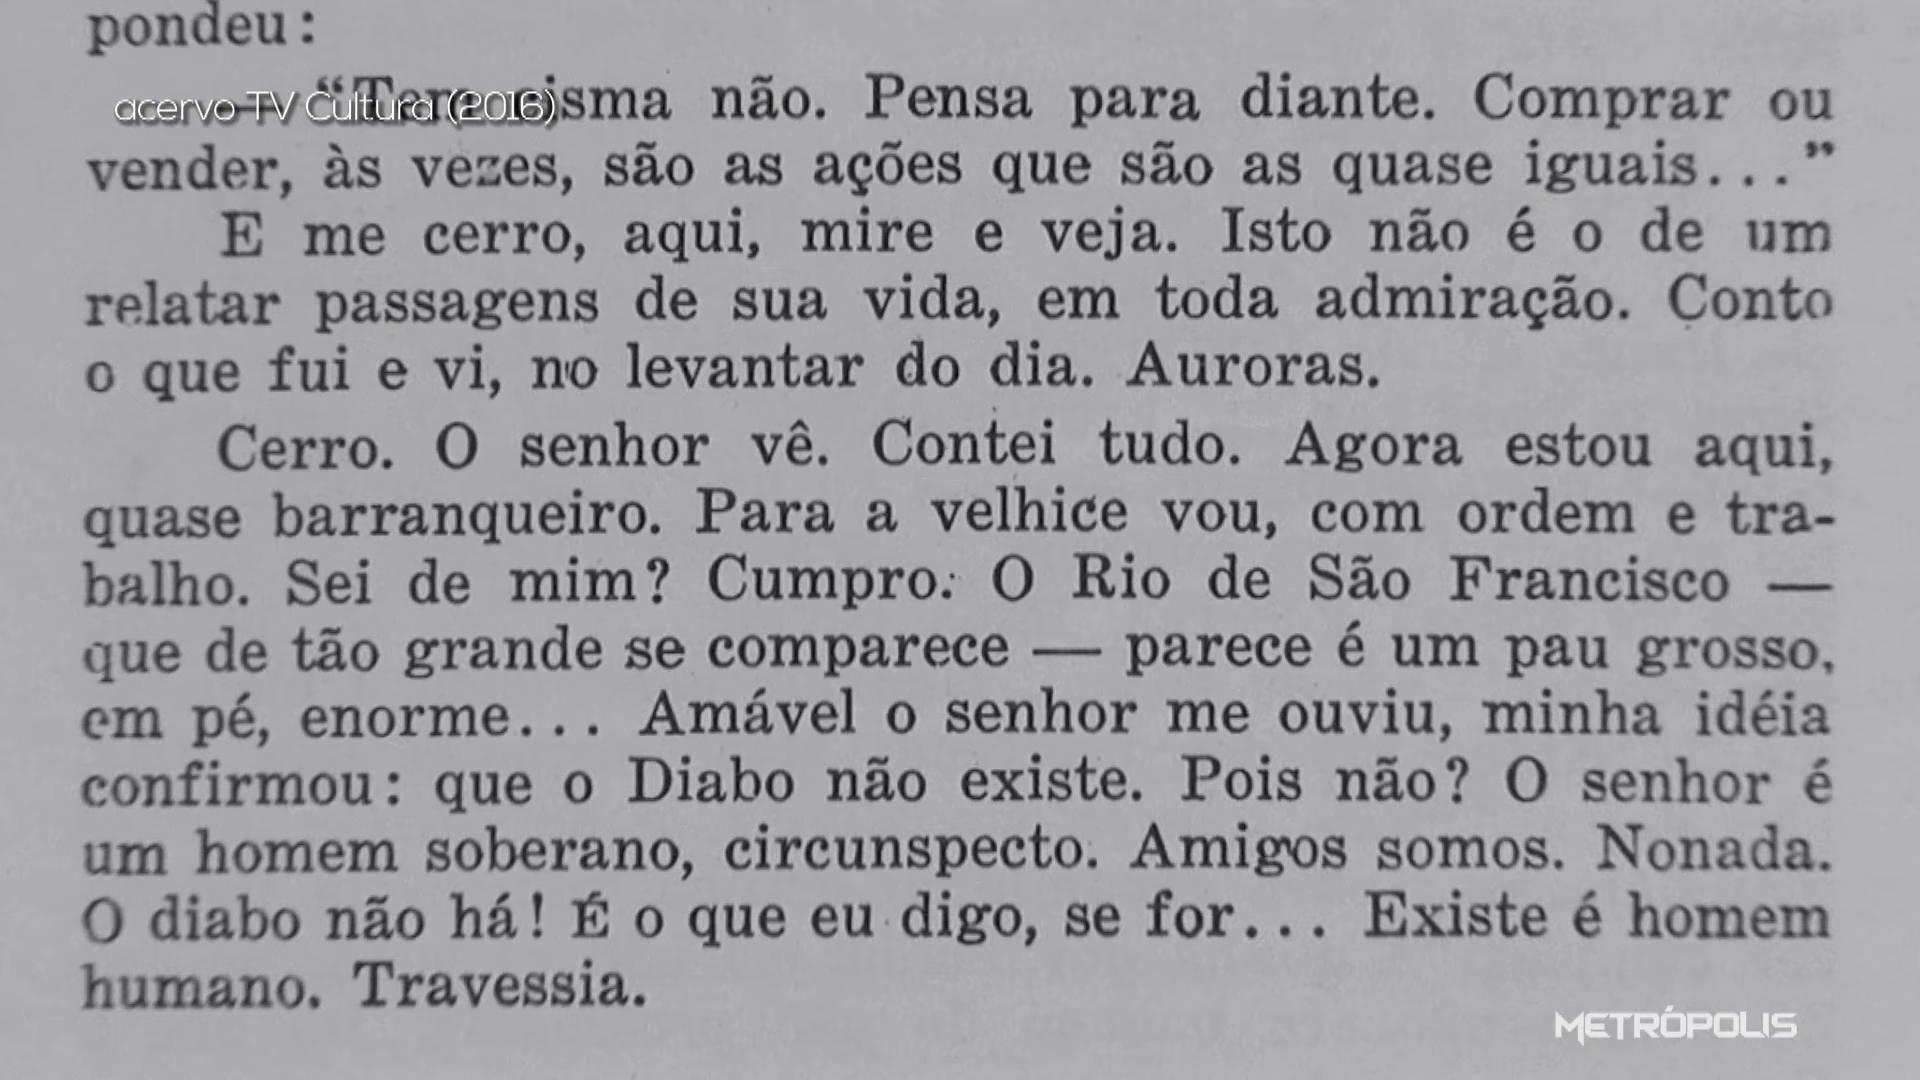 pondeu:
acervo TV Cultura (2016)
cisma não. Pensa para diante. Comprar ou
vender, às vezes, são as ações que são as quase iguais..."
E me cerro, aqui, mire e veja. Isto não é o de um
relatar passagens de sua vida, em toda admiração. Conto
o que fui e vi, no levantar do dia. Auroras.
Cerro. O senhor vê. Contei tudo. Agora estou aqui,
quase barranqueiro. Para a velhice vou, com ordem e tra-
balho. Sei de mim? Cumpro. O Rio de São Francisco —
que de tão grande se comparece — parece é um pau grosso,
em pé, enorme... Amável o senhor me ouviu, minha idéia
confirmou: que o Diabo não existe. Pois não? O senhor é
um homem soberano, circunspecto. Amigos somos. Nonada.
O diabo não há! É o que eu digo, se for... Existe é homem
humano. Travessia.
METRÓPOLIS